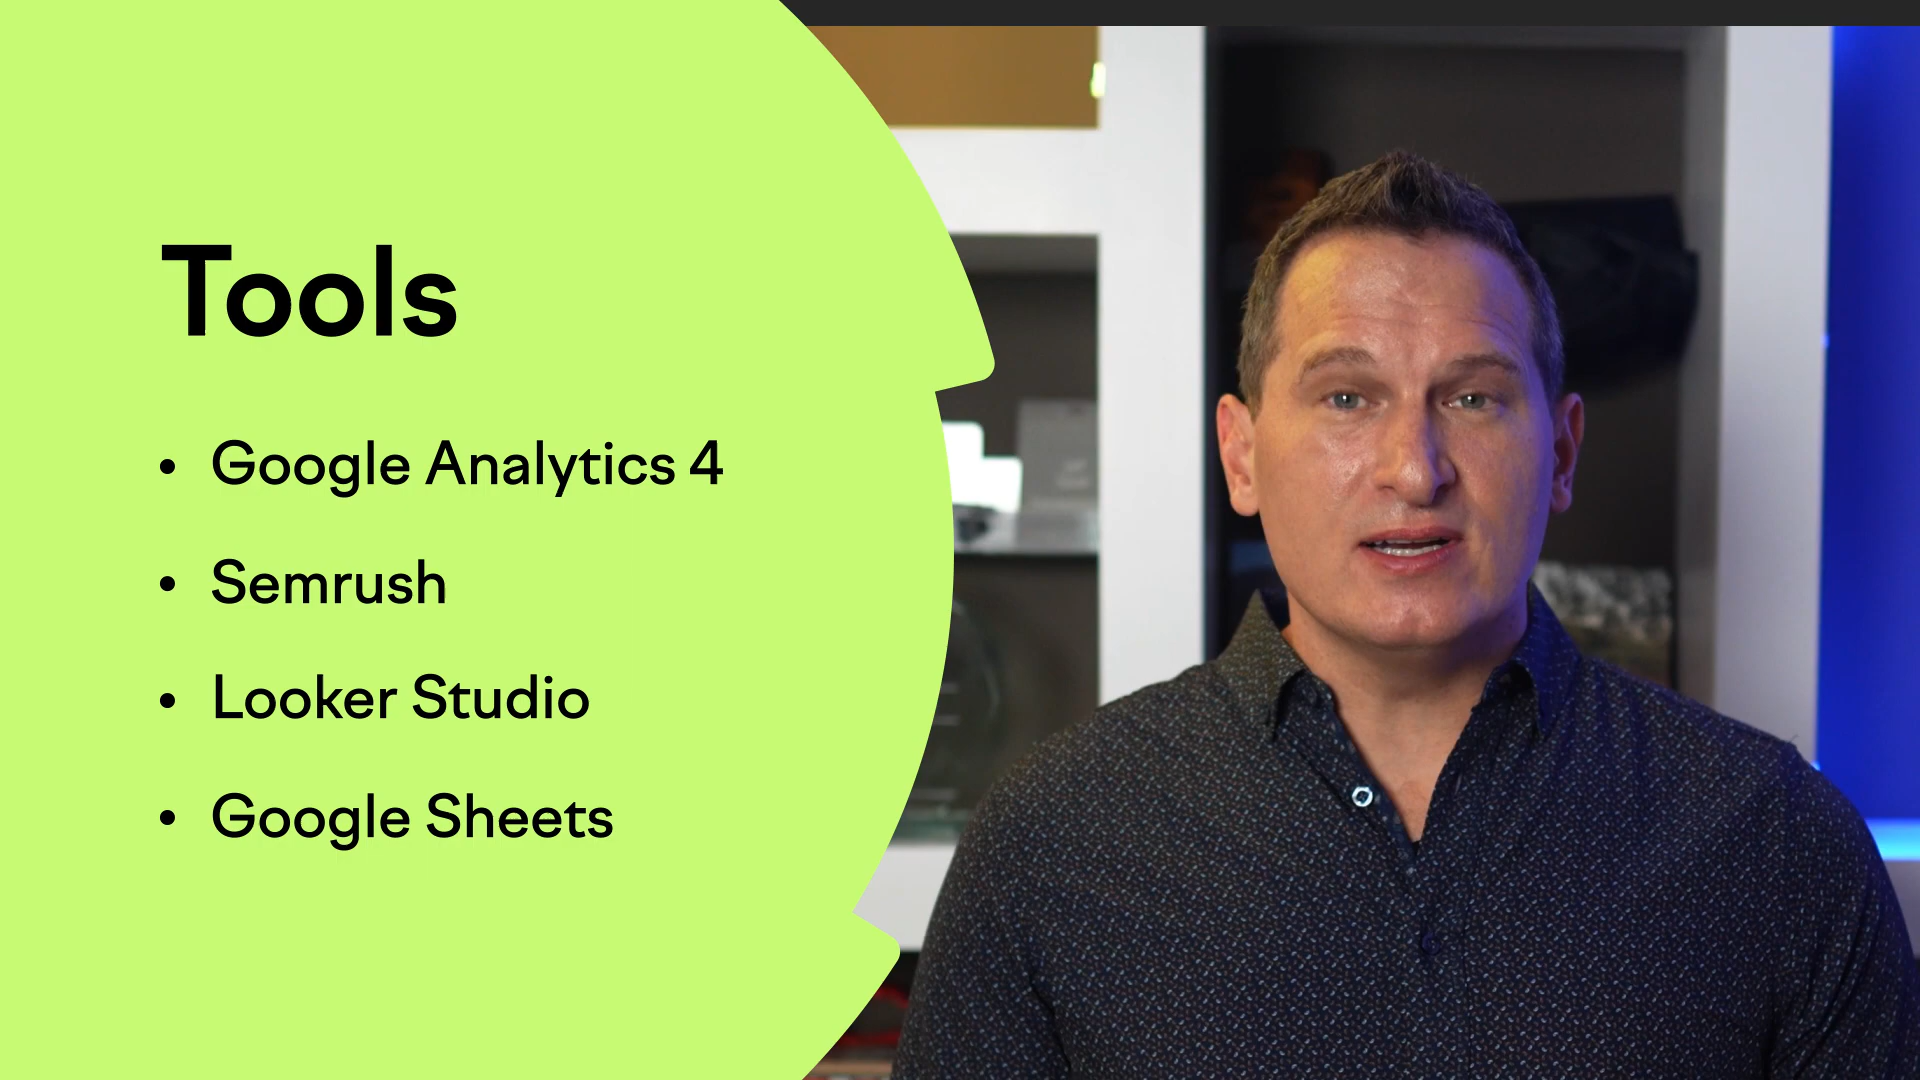 Tools
• Google Analytics 4
• Semrush
• Looker Studio
• Google Sheets